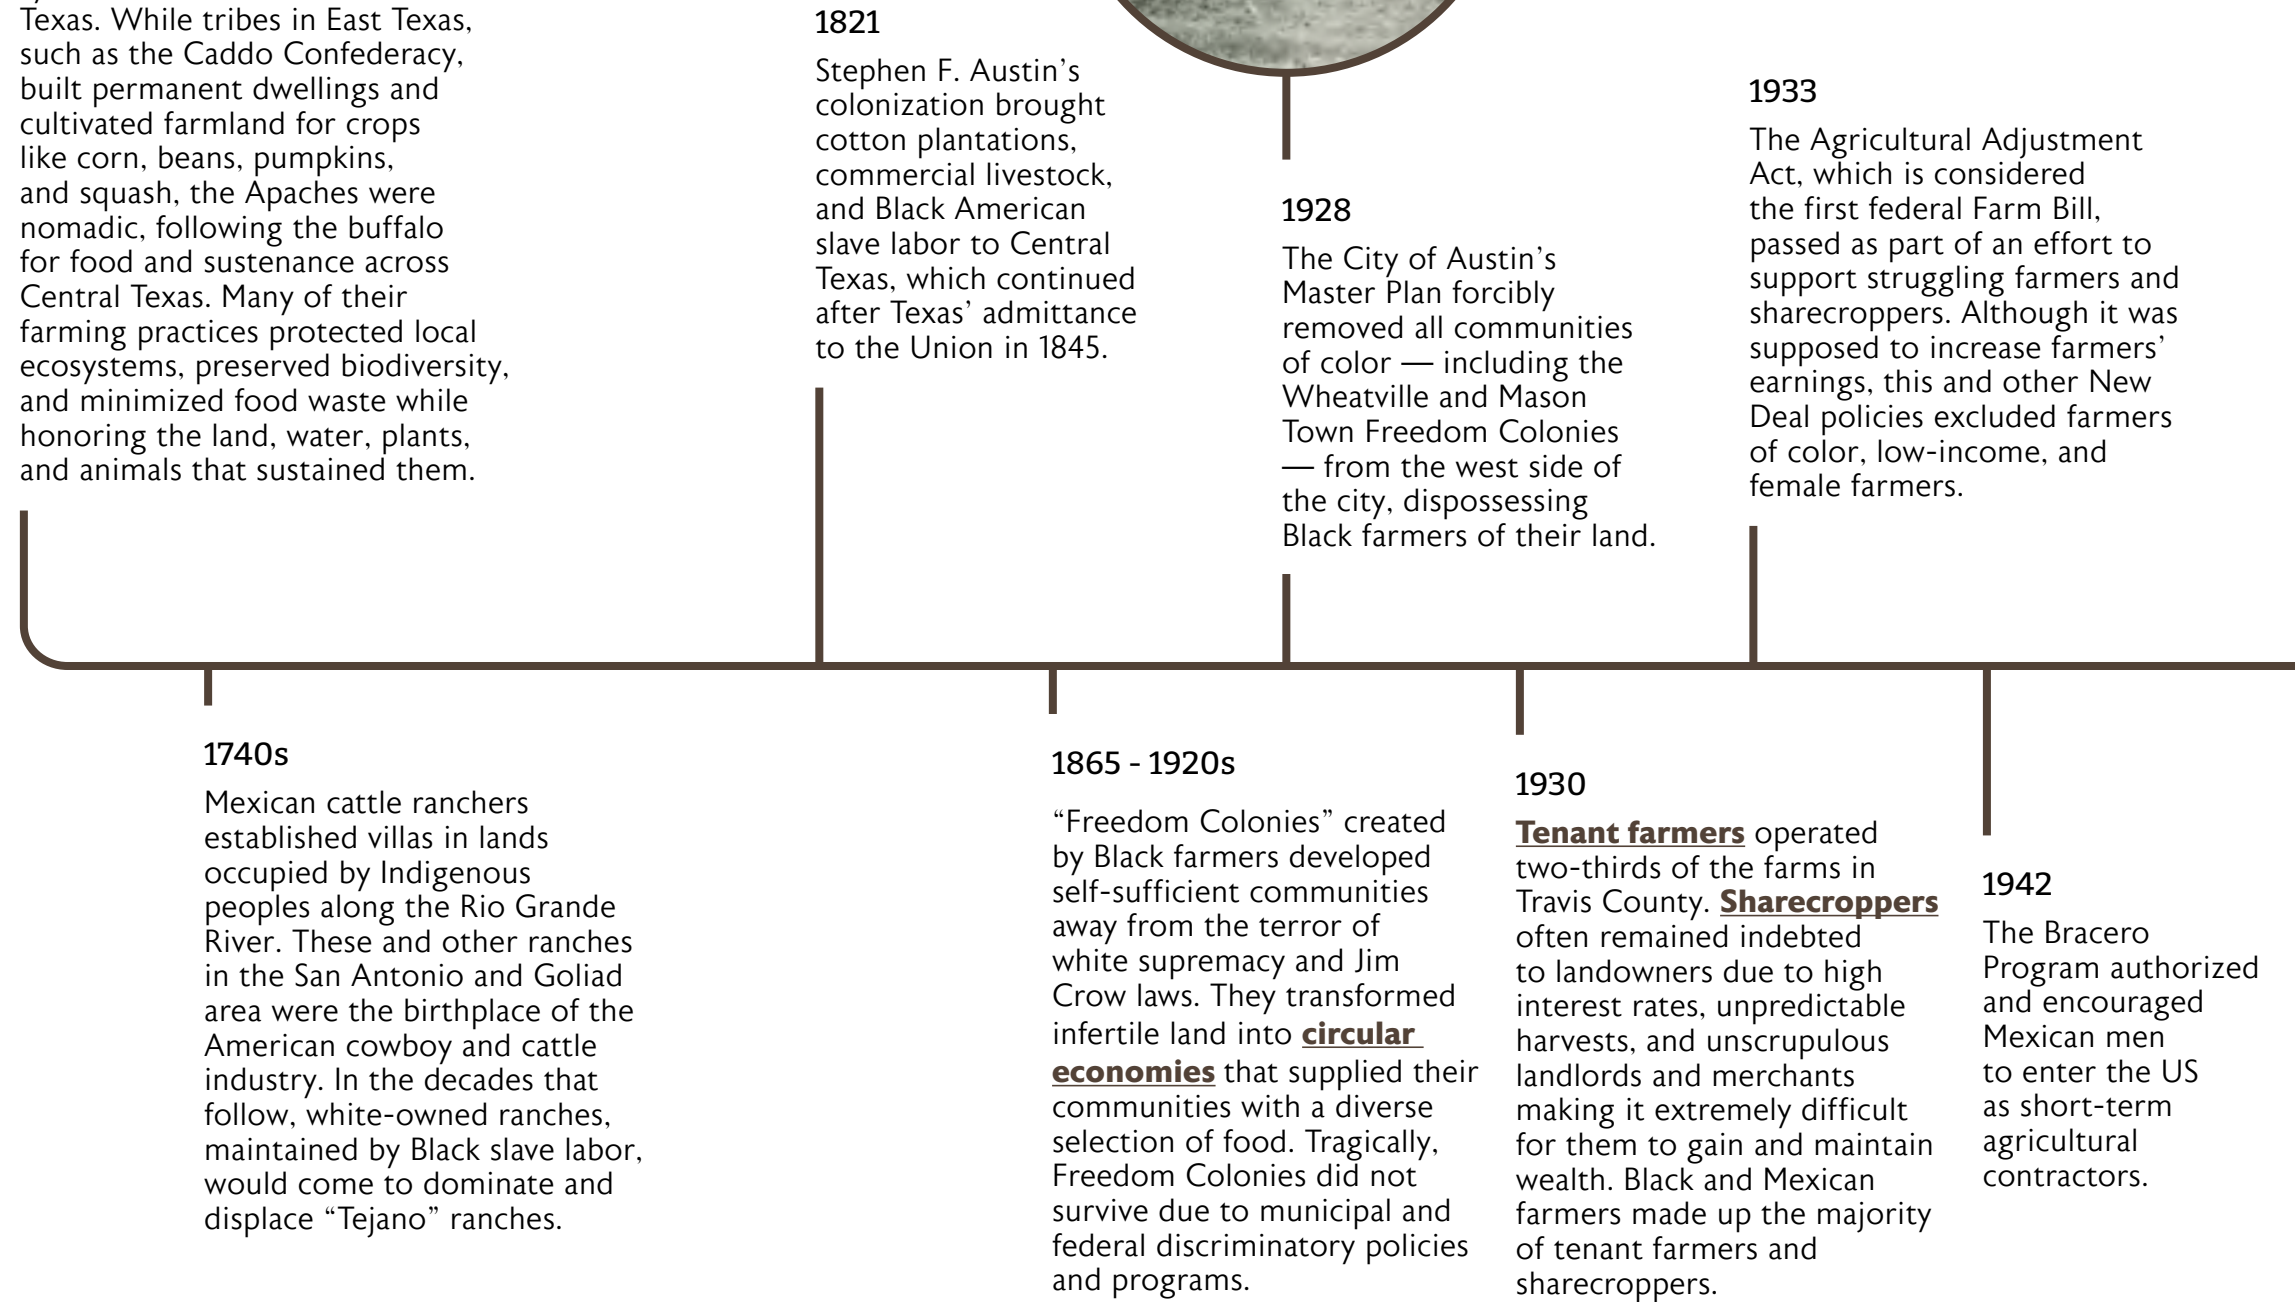 Texas. While tribes in East Texas,
such as the Caddo Confederacy,
built permanent dwellings and
cultivated farmland for crops
like corn, beans, pumpkins,
and squash, the Apaches were
nomadic, following the buffalo
for food and sustenance across
Central Texas. Many of their
farming practices protected local
ecosystems, preserved biodiversity,
and minimized food waste while
honoring the land, water, plants,
and animals that sustained them.
1740s
Mexican cattle ranchers
established villas in lands
occupied by Indigenous
peoples along the Rio Grande
River. These and other ranches
in the San Antonio and Goliad
area were the birthplace of the
American cowboy and cattle
industry. In the decades that
follow, white-owned ranches,
maintained by Black slave labor,
would come to dominate and
displace “Tejano” ranches.
1821
Stephen F. Austin’s
colonization brought
cotton plantations,
commercial livestock,
and Black American
slave labor to Central
Texas, which continued
after Texas’ admittance
to the Union in 1845.
1865 - 1920s
“Freedom Colonies” created
by Black farmers developed
self-sufficient communities
away from the terror of
white supremacy and Jim
Crow laws. They transformed
infertile land into circular
economies that supplied their
communities with a diverse
selection of food. Tragically,
Freedom Colonies did not
survive due to municipal and
federal discriminatory policies
and programs.
1928
The City of Austin’s
Master Plan forcibly
removed all communities
of color — including the
Wheatville and Mason
Town Freedom Colonies
— from the west side of
the city, dispossessing
Black farmers of their land.
1930
Tenant farmers operated
two-thirds of the farms in
Travis County. Sharecroppers
often remained indebted
to landowners due to high
interest rates, unpredictable
harvests, and unscrupulous
landlords and merchants
making it extremely difficult
for them to gain and maintain
wealth. Black and Mexican
farmers made up the majority
of tenant farmers and
sharecroppers.
1933
The Agricultural Adjustment
Act, which is considered
the first federal Farm Bill,
passed as part of an effort to
support struggling farmers and
sharecroppers. Although it was
supposed to increase farmers’
earnings, this and other New
Deal policies excluded farmers
of color, low-income, and
female farmers.
1942
The Bracero
Program authorized
and encouraged
Mexican men
to enter the US
as short-term
agricultural
contractors.